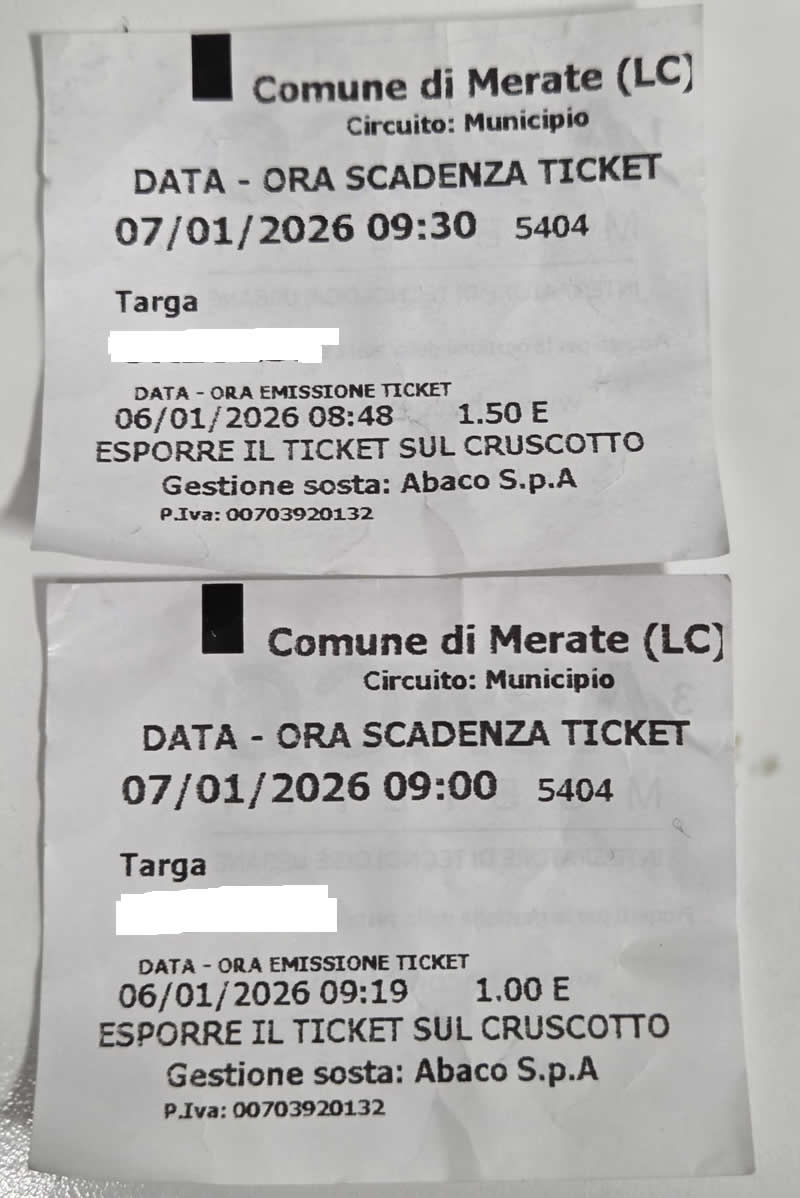 Comune di Merate (LC)
Circuito: Municipio
DATA - ORA SCADENZA TICKET
07/01/2026 09:30 5404
Targa
DATA - ORA EMISSIONE TICKET
06/01/2026 08:48 1.50 E
ESPORRE IL TICKET SUL CRUSCOTTO
Gestione sosta: Abaco S.p.A
P.Iva: 00703920132
Comune di Merate (LC)
Circuito: Municipio
DATA - ORA SCADENZA TICKET
07/01/2026 09:00 5404
Targa
DATA - ORA EMISSIONE TICKET
06/01/2026 09:19 1.00 E
ESPORRE IL TICKET SUL CRUSCOTTO
Gestione sosta: Abaco S.p.A
P.Iva: 00703920132